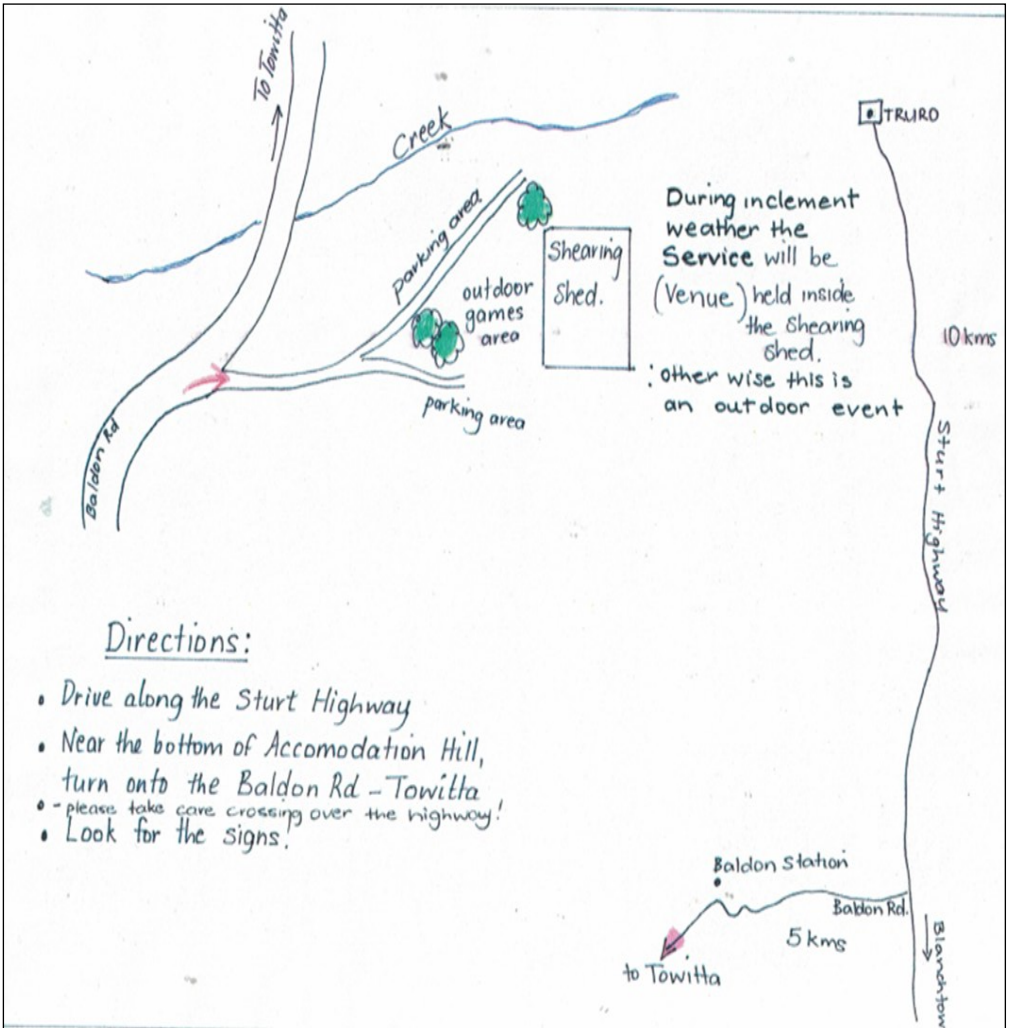 To Towitta
Creek
TRURO
parking area
Shearing
Shed.
outdoor
games
area
During inclement
weather the
Service will be
(Venue) held inside
the Shearing
shed.
: other wise this is
an outdoor event
10 kms
parking area
Baldon Rd
Sturt Highway
Directions:
• Drive along the Sturt Highway
• Near the bottom of Accomodation Hill,
turn onto the Baldon Rd - Towitta
• - please take care crossing over the highway!
• Look for the signs!
Baldon Station
Baldon Rd.
5 kms
to Towitta
Blanchtow